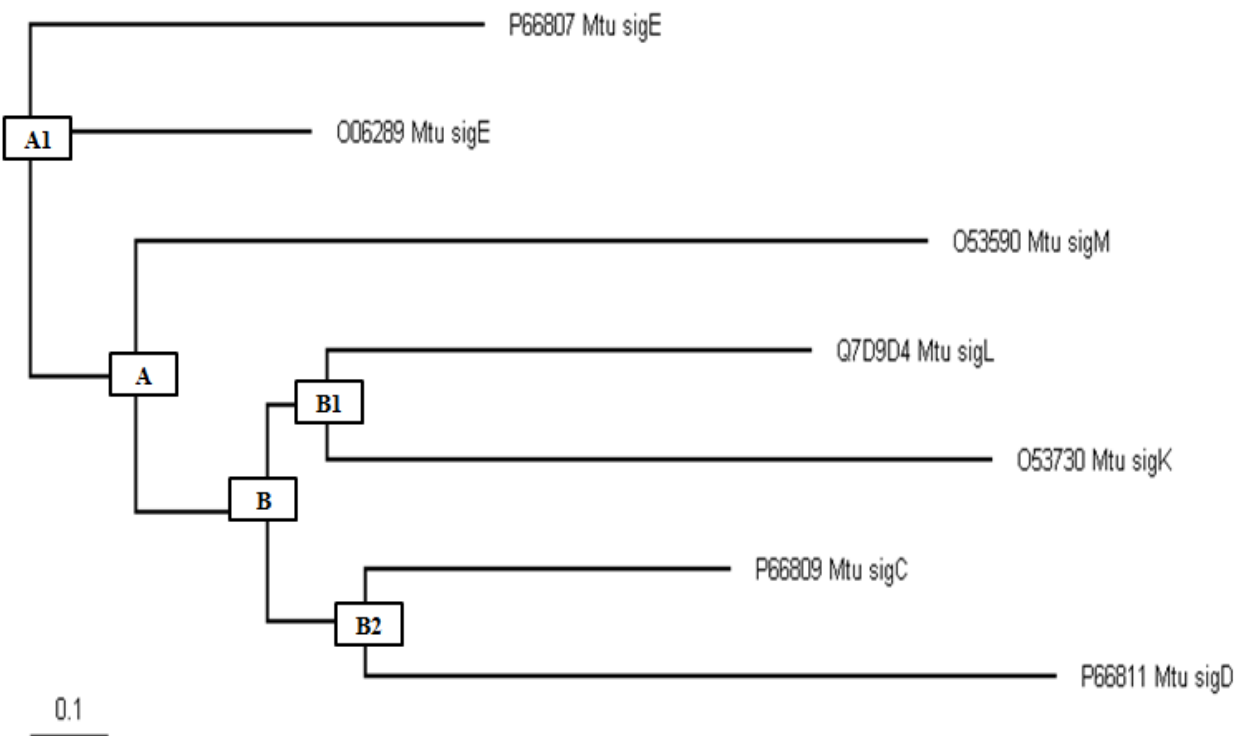 P66807 Mtu sigE
A1
O06289 Mtu sigE
O53590 Mtu sigM
Q7D9D4 Mtu sigL
A
B1
O53730 Mtu sigK
B
P66809 Mtu sigC
B2
P66811 Mtu sigD
0.1